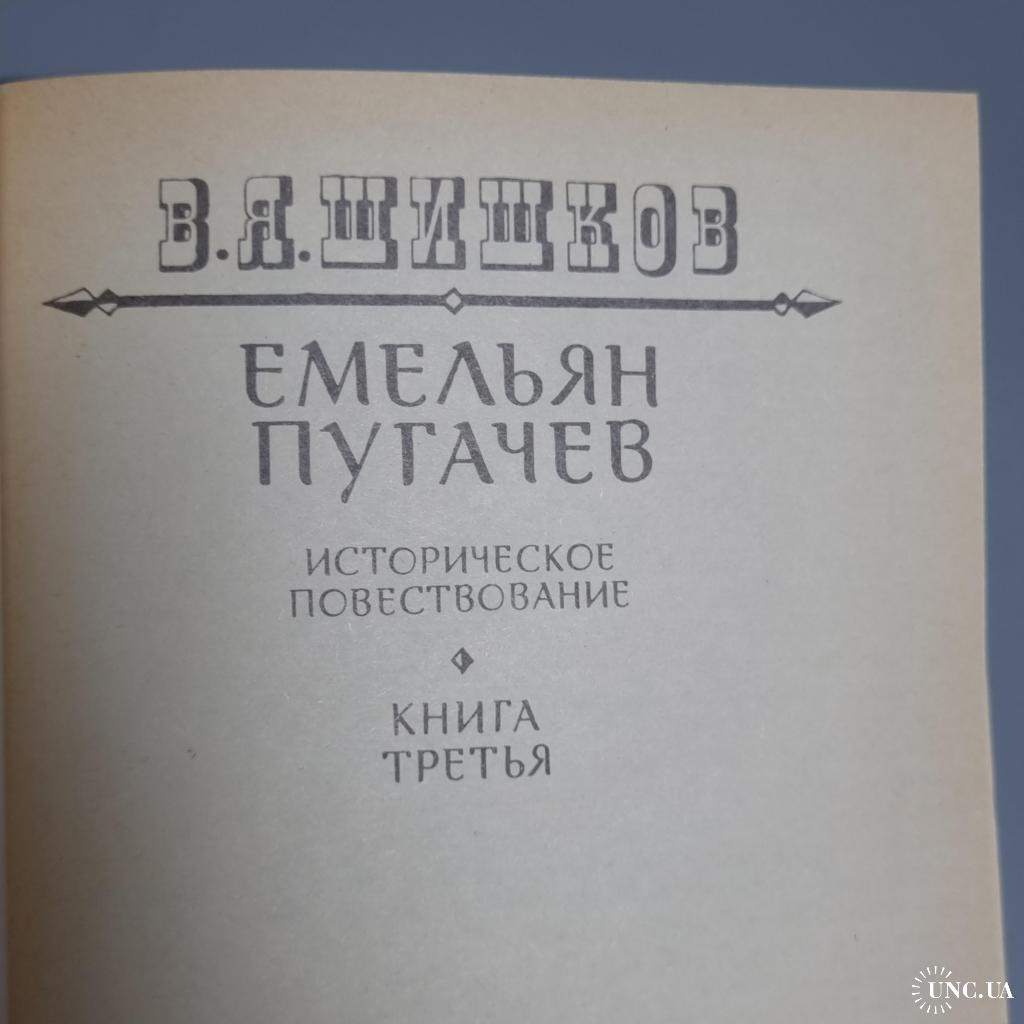 В.Я.ШИШКОВ
ЕМЕЛЬЯН
ПУГАЧЕВ
ИСТОРИЧЕСКОЕ
ПОВЕСТВОВАНИЕ
КНИГА
ТРЕТЬЯ
UNC.UA